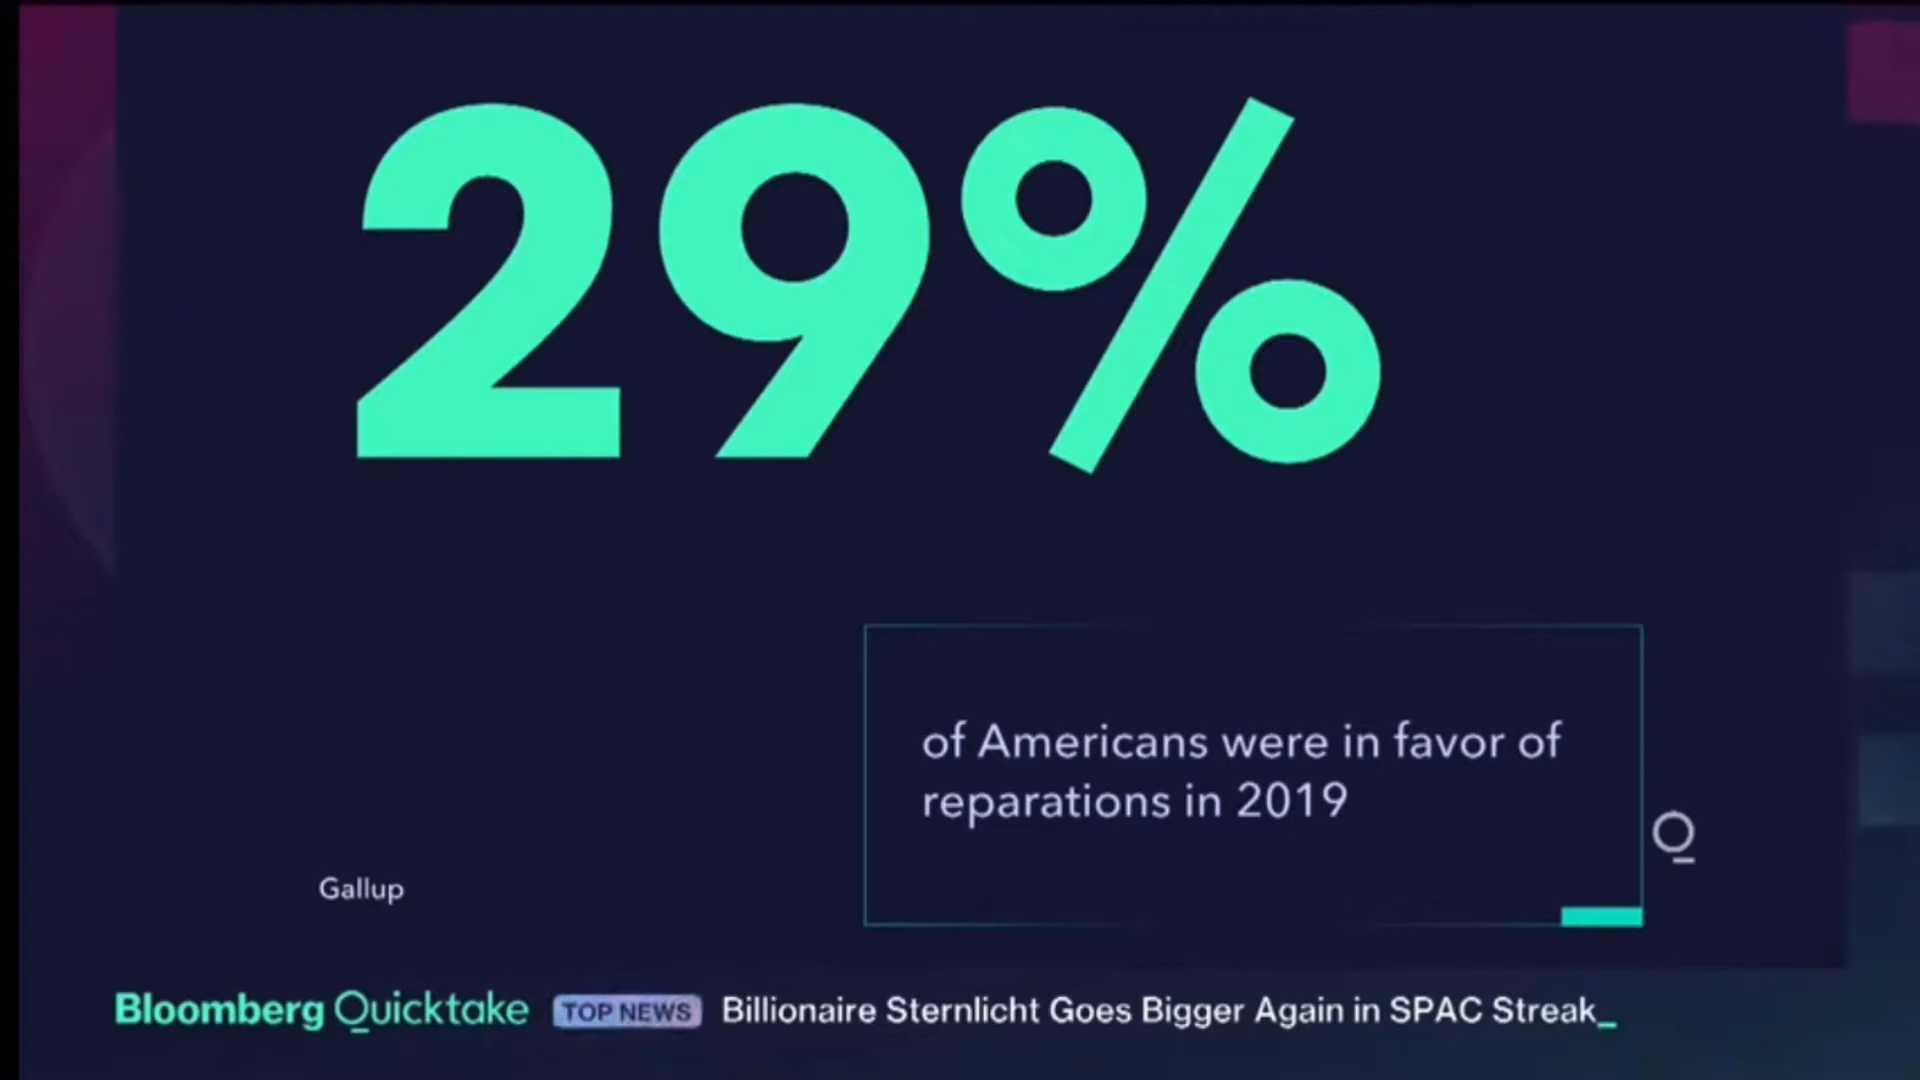 29%
of Americans were in favor of
reparations in 2019
Gallup
Bloomberg Quicktake TOP NEWS Billionaire Sternlicht Goes Bigger Again in SPAC Streak_